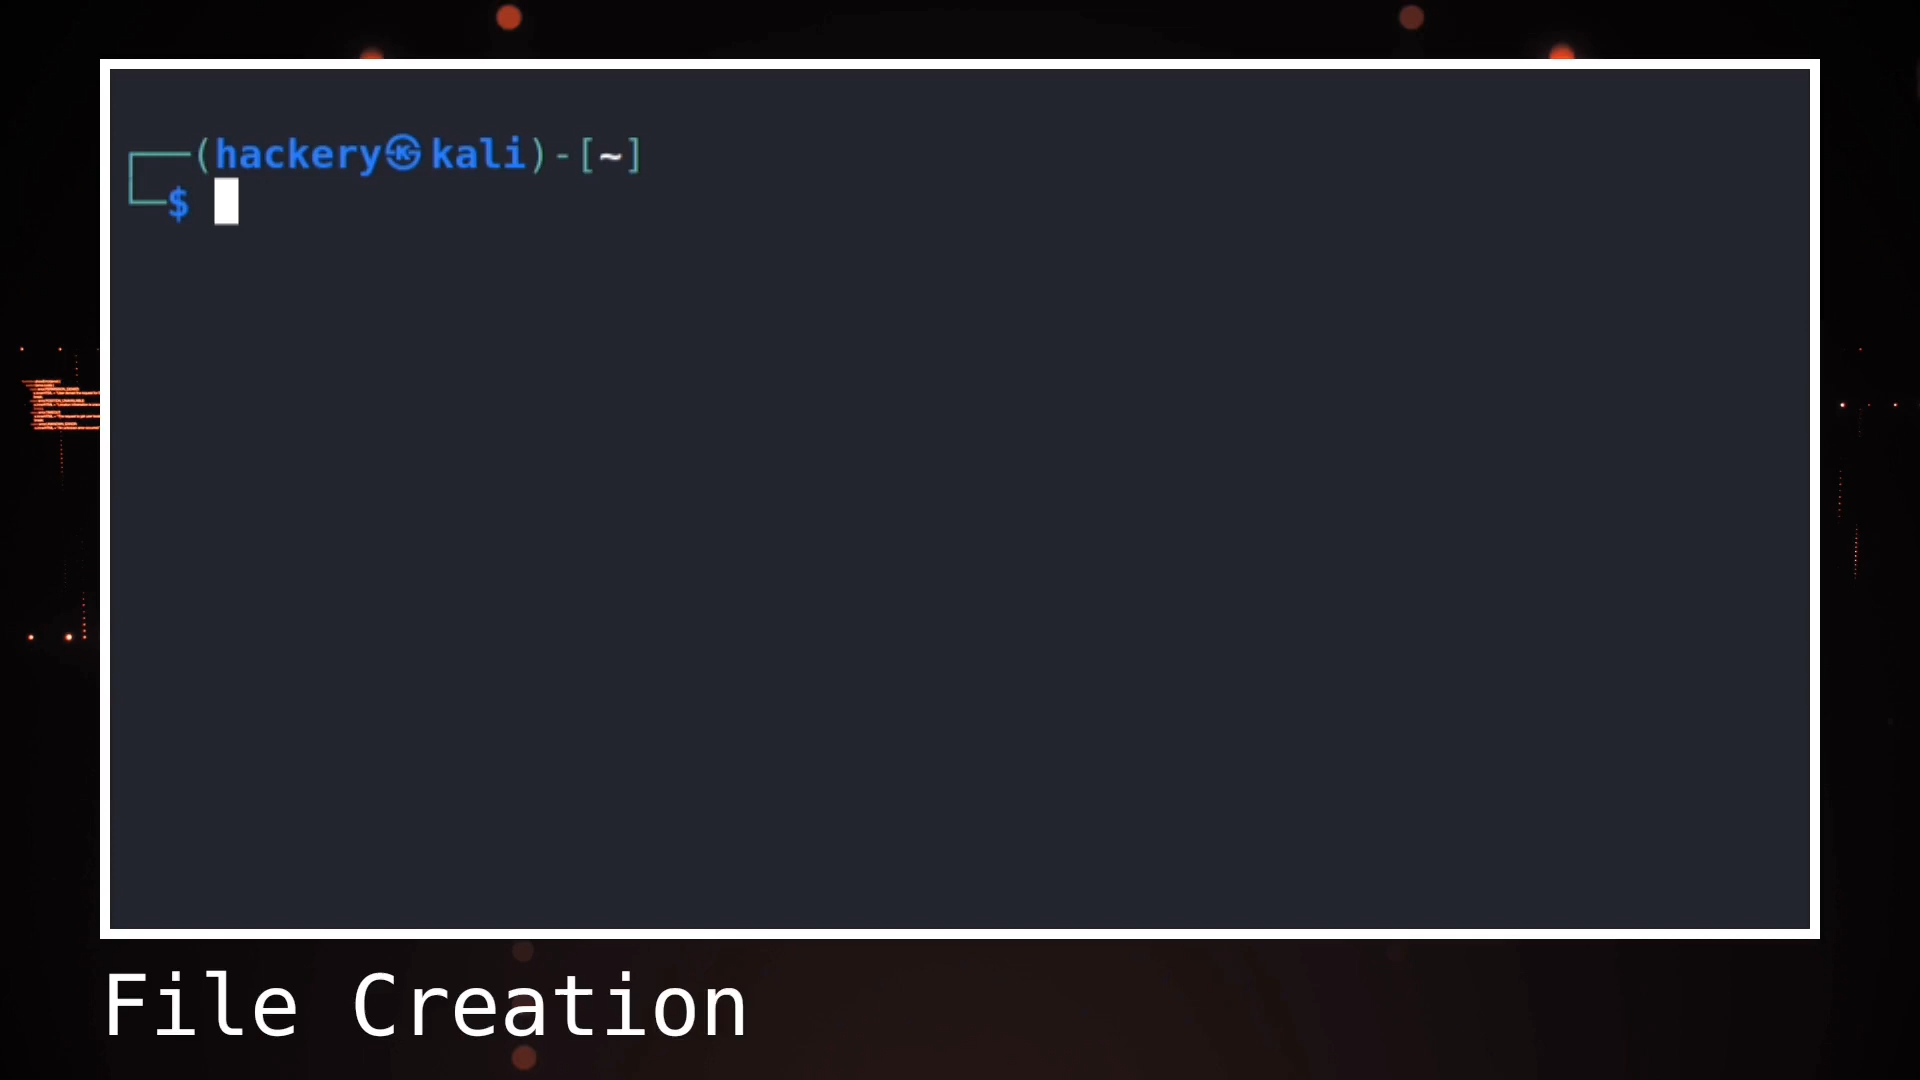 ┌──(hackery㉿kali)-[~]
└─$
File Creation